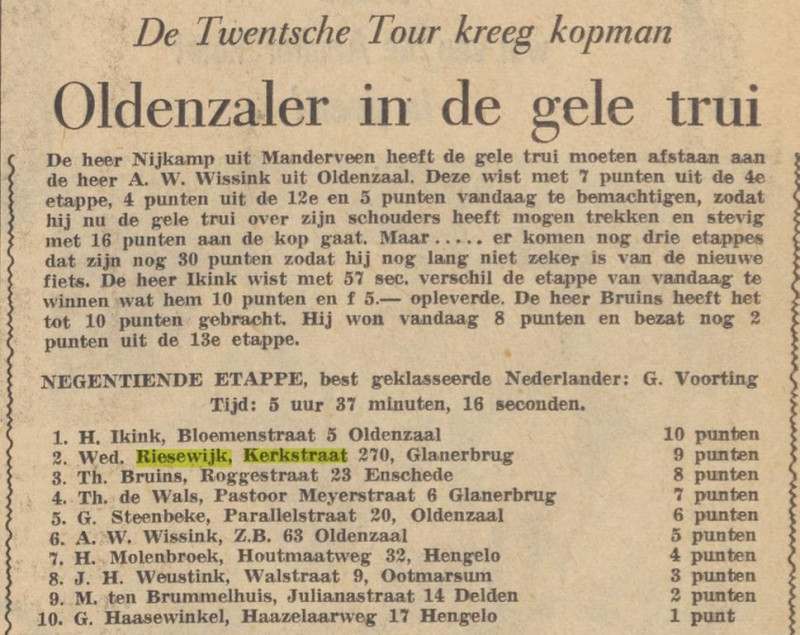 De Twentsche Tour kreeg kopman
Oldenzaler in de gele trui
De heer Nijkamp uit Manderveen heeft de gele trui moeten afstaan aan
de heer A. W. Wissink uit Oldenzaal. Deze wist met 7 punten uit de 4e
etappe, 4 punten uit de 12e en 5 punten vandaag te bemachtigen, zodat
hij nu de gele trui over zijn schouders heeft mogen trekken en stevig
met 16 punten aan de kop gaat. Maar..... er komen nog drie etappes
dat zijn nog 30 punten zodat hij nog lang niet zeker is van de nieuwe
fiets. De heer Ikink wist met 57 sec. verschil de etappe van vandaag te
winnen wat hem 10 punten en f 5.— opleverde. De heer Bruins heeft het
tot 10 punten gebracht. Hij won vandaag 8 punten en bezat nog 2
punten uit de 13e etappe.
NEGENTIENDE ETAPPE, best geklasseerde Nederlander: G. Voorting
Tijd: 5 uur 37 minuten, 16 seconden.
1. H. Ikink, Bloemenstraat 5 Oldenzaal 10 punten
2. Wed. Riesewijk, Kerkstraat 270, Glanerbrug 9 punten
3. Th. Bruins, Roggestraat 23 Enschede 8 punten
4. Th. de Wals, Pastoor Meyerstraat 6 Glanerbrug 7 punten
5. G. Steenbeke, Parallelstraat 20, Oldenzaal 6 punten
6. A. W. Wissink, Z.B. 63 Oldenzaal 5 punten
7. H. Molenbroek, Houtmaatweg 32, Hengelo 4 punten
8. J. H. Weustink, Walstraat 9, Ootmarsum 3 punten
9. M. ten Brummelhuis, Julianastraat 14 Delden 2 punten
10. G. Haasewinkel, Haazelaarweg 17 Hengelo 1 punt